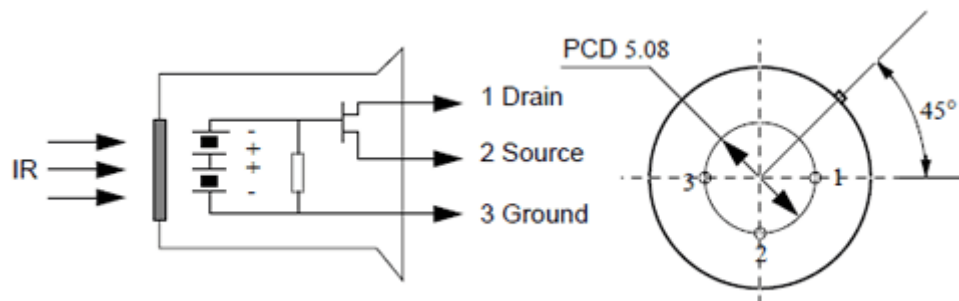 IR
-
+
+
-
1 Drain
2 Source
3 Ground
PCD 5.08
45°
3
1
2